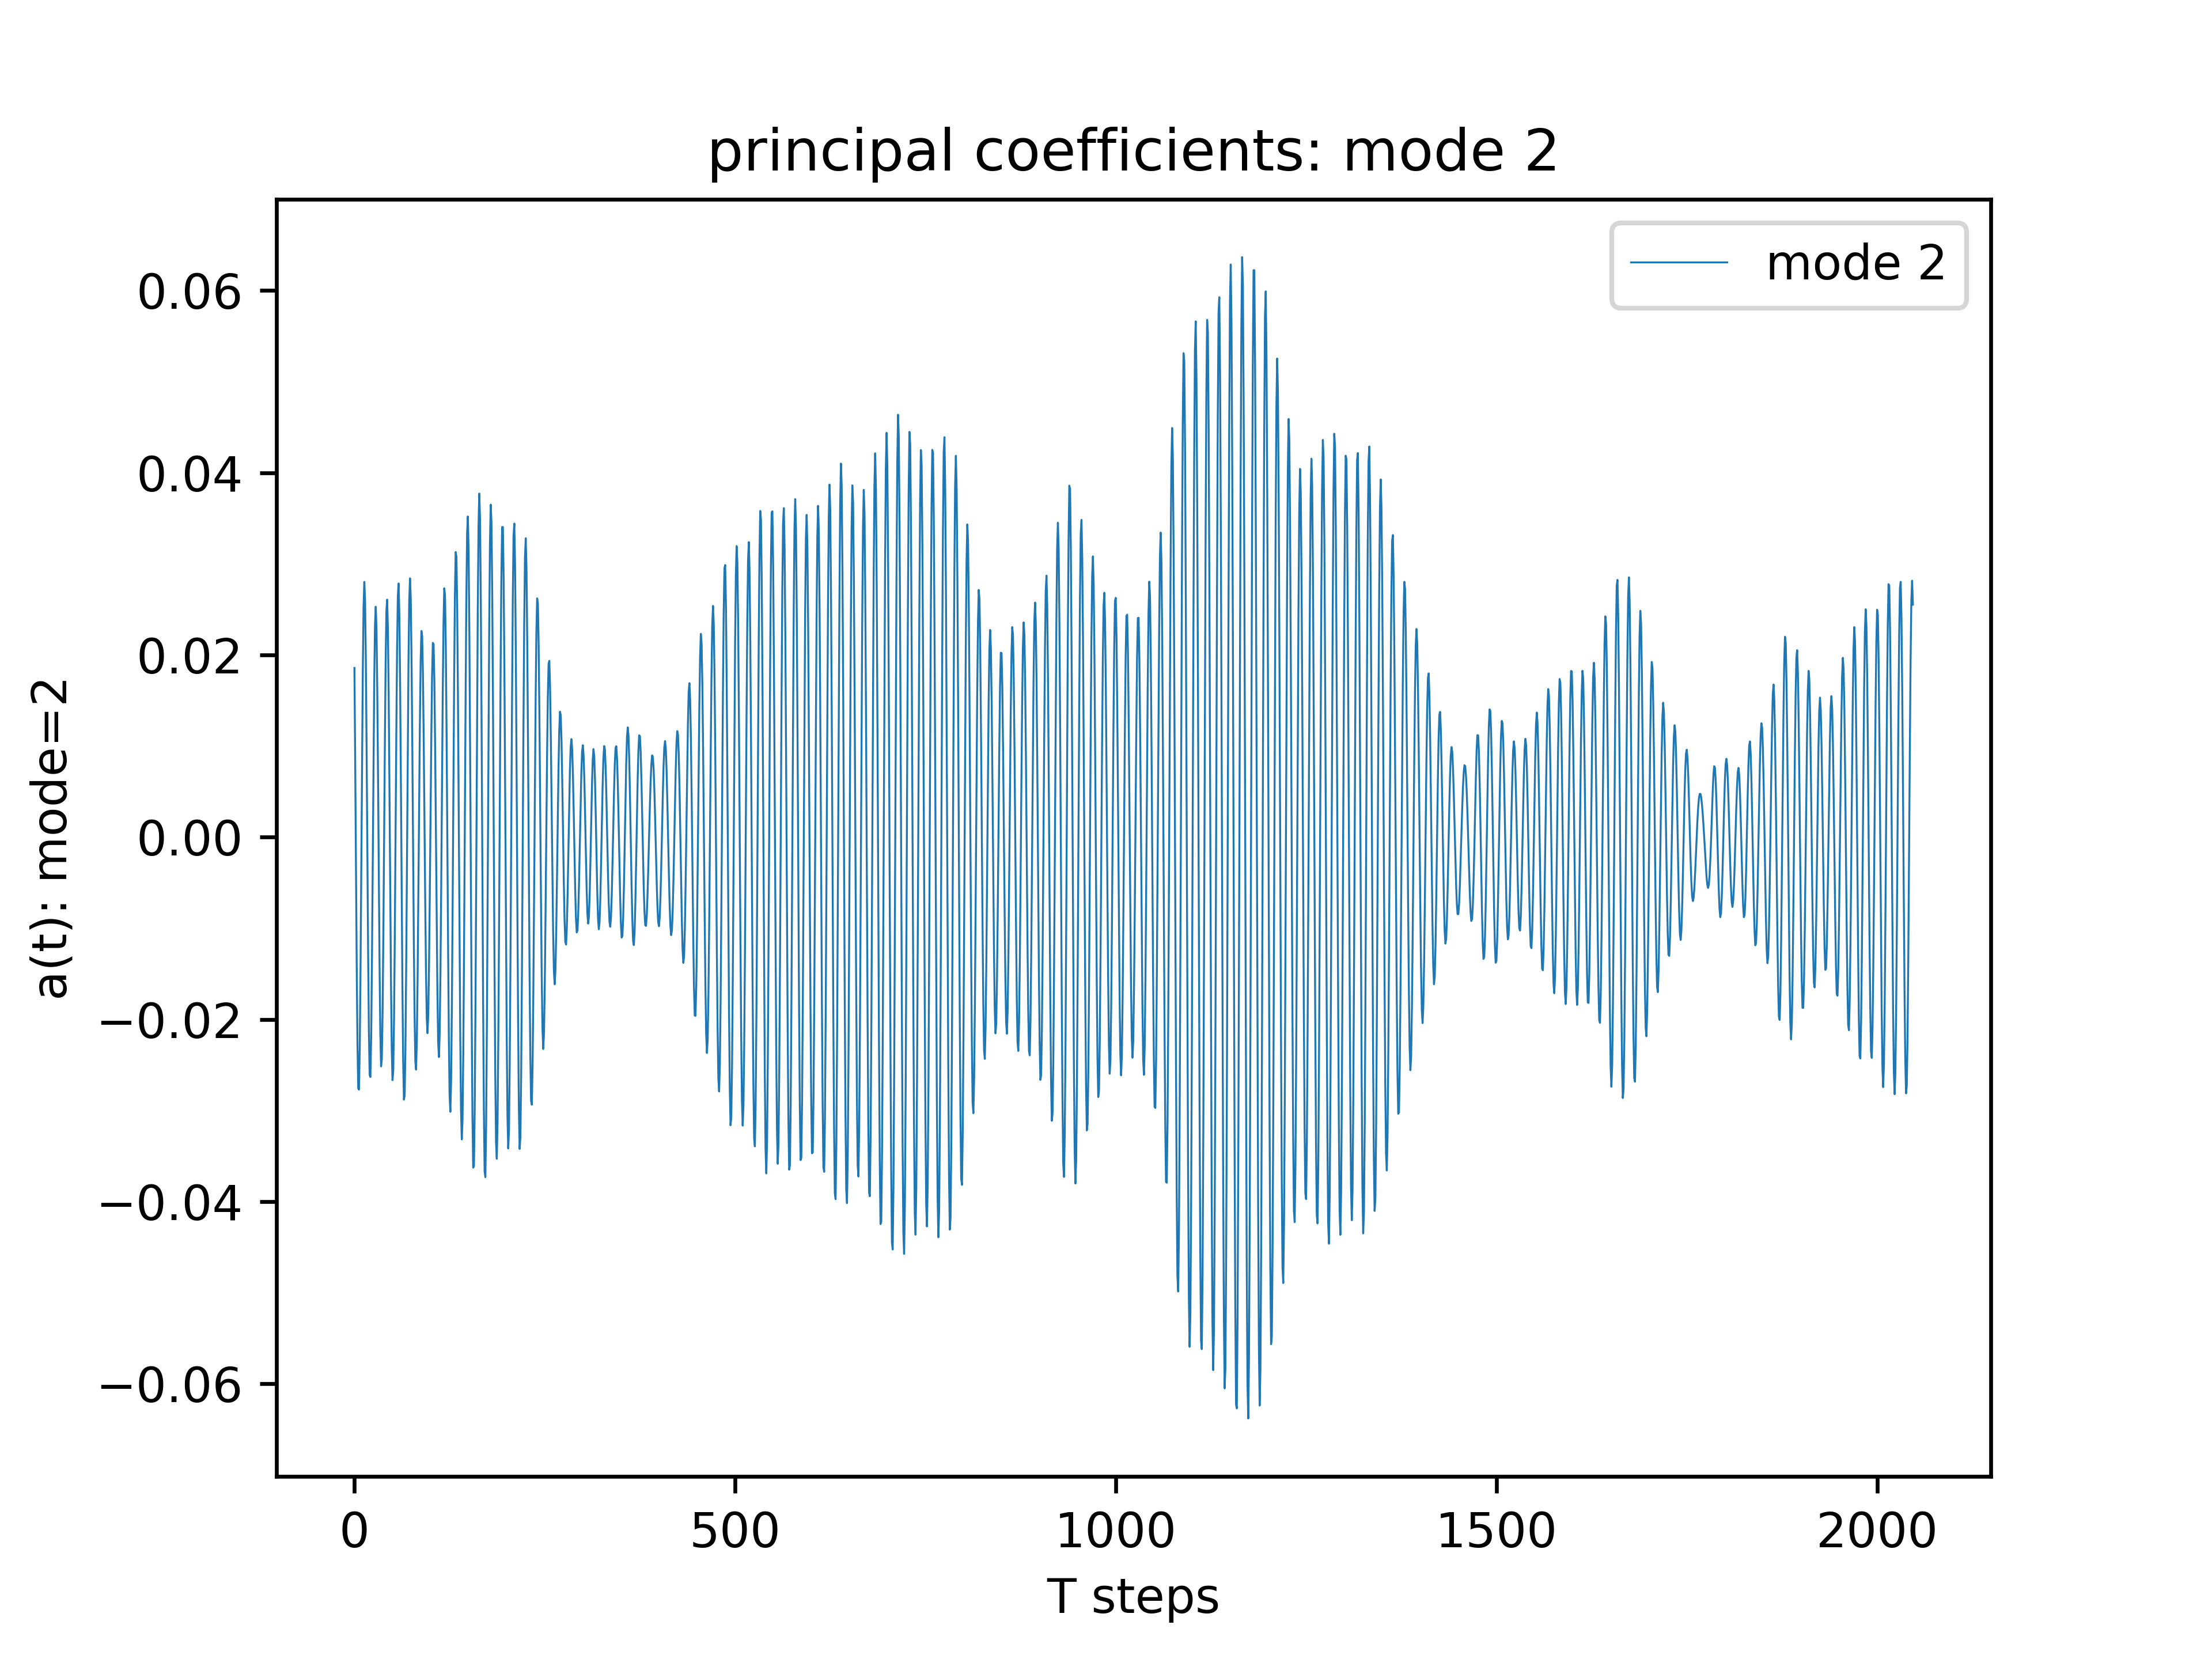 principal coefficients: mode 2
mode 2
0.06
0.04
0.02
0.00
−0.02
−0.04
−0.06
a(t): mode=2
0 500 1000 1500 2000
T steps